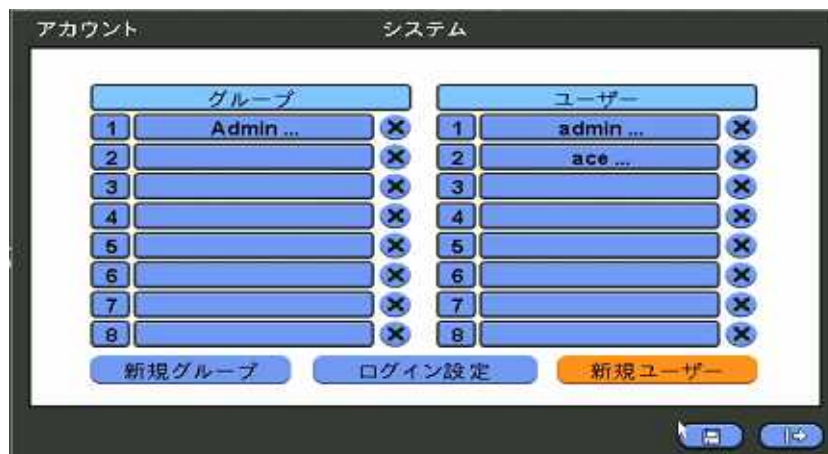 アカウント システム
グループ ユーザー
1 Admin ... 1 admin ...
2 2 ace ...
3 3
4 4
5 5
6 6
7 7
8 8
新規グループ ログイン設定 新規ユーザー